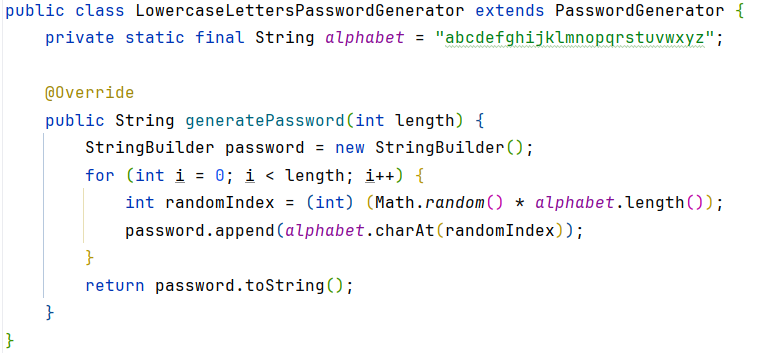 public class LowercaseLettersPasswordGenerator extends PasswordGenerator {
    private static final String alphabet = "abcdefghijklmnopqrstuvwxyz";

    @Override
    public String generatePassword(int length) {
        StringBuilder password = new StringBuilder();
        for (int i = 0; i < length; i++) {
            int randomIndex = (int) (Math.random() * alphabet.length());
            password.append(alphabet.charAt(randomIndex));
        }
        return password.toString();
    }
}